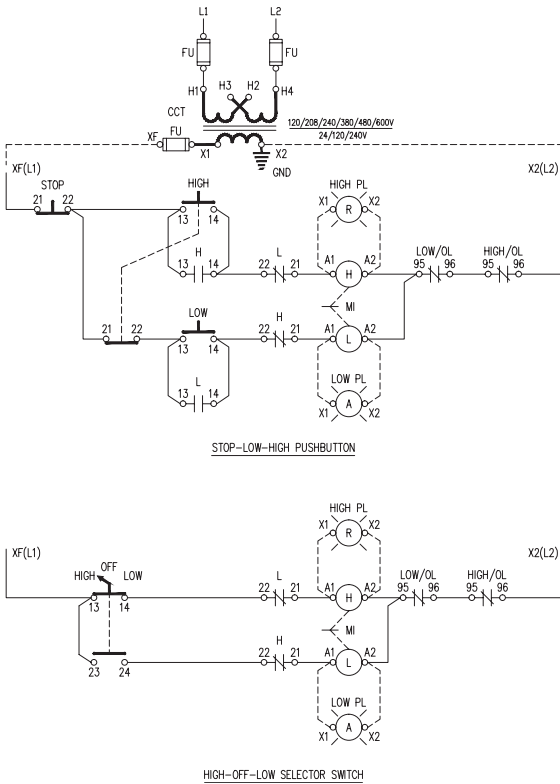 L1 L2
FU FU
H1 H3 H2 H4
CCT
120/208/240/380/480/600V
24/120/240V
XF FU X1 X2
GND
XF(L1) X2(L2)
STOP HIGH HIGH PL
21 22 13 14 X1 R X2
H L LOW/OL HIGH/OL
13 14 22 21 A1 H A2 95 96 95 96
MI
LOW H
21 22 13 14 22 21 A1 L A2
L LOW PL
13 14 X1 A X2
STOP-LOW-HIGH PUSHBUTTON
HIGH PL
X1 R X2
XF(L1) X2(L2)
OFF L LOW/OL HIGH/OL
HIGH LOW
13 14 22 21 A1 H A2 95 96 95 96
MI
H
23 24 22 21 A1 L A2
LOW PL
X1 A X2
HIGH-OFF-LOW SELECTOR SWITCH